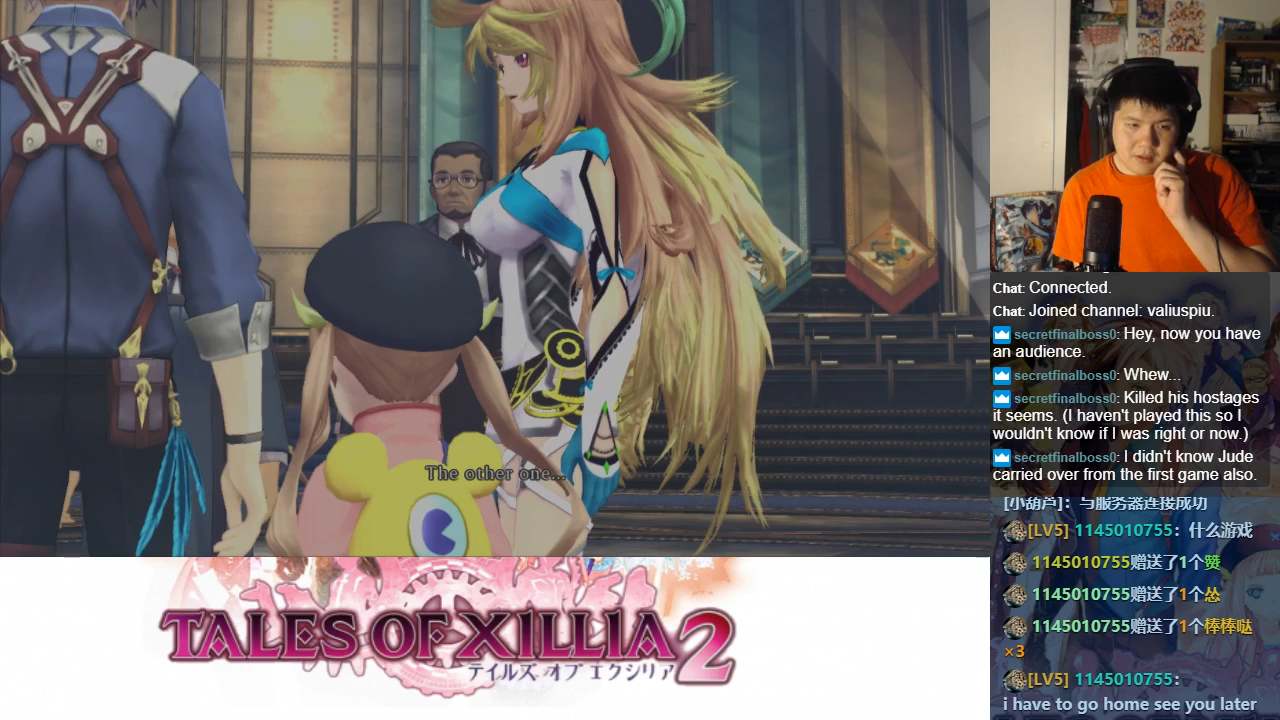 The other one...
TALES OF XILLIA 2
テイルズ オブ エクシリア
Chat: Connected.
Chat: Joined channel: valiuspiu.
secretfinalboss0: Hey, now you have
an audience.
secretfinalboss0: Whew...
secretfinalboss0: Killed his hostages
it seems. (I haven't played this so I
wouldn't know if I was right or now.)
secretfinalboss0: I didn't know Jude
carried over from the first game also.
[小葫芦]: 与服务器连接成功
[LV5] 1145010755: 什么游戏
1145010755赠送了1个赞
1145010755赠送了1个怂
1145010755赠送了1个棒棒哒
×3
[LV5] 1145010755:
i have to go home see you later